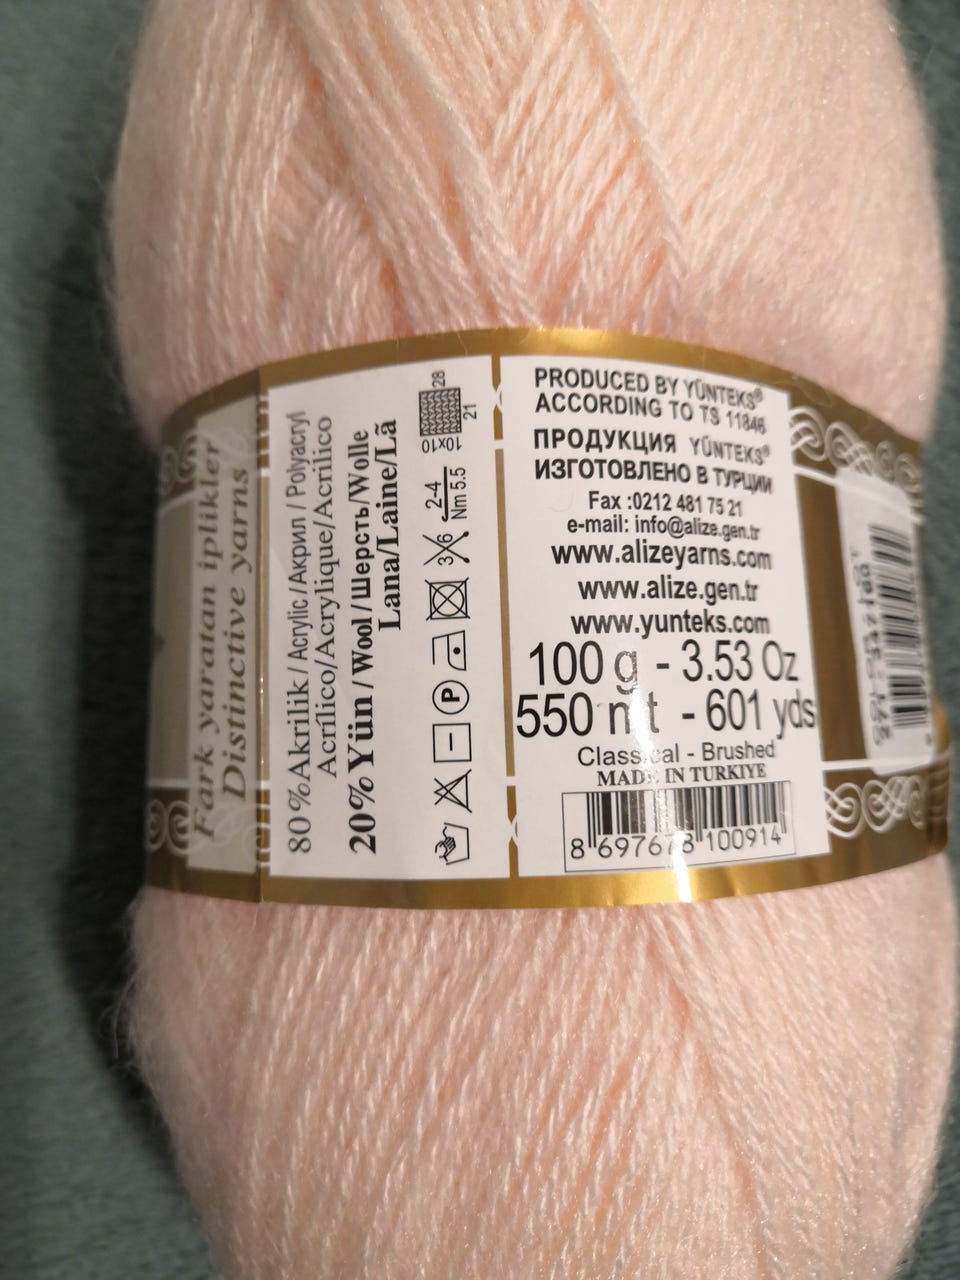 Fark yaratan iplikler
Distinctive yarns
80%Akrilik / Acrylic / Акрил / Polyacryl
Acrílico/Acrylique/Acrilico
20% Yün / Wool / Шерсть/Wolle
Lana/Laine/Lã
P
3 6
2-4
Nm 5.5
10x10
28
21
PRODUCED BY YÜNTEKS®
ACCORDING TO TS 11846
ПРОДУКЦИЯ YÜNTEKS®
ИЗГОТОВЛЕНО В ТУРЦИИ
Fax :0212 481 75 21
e-mail: info@alize.gen.tr
www.alizeyarns.com
www.alize.gen.tr
www.yunteks.com
100 g - 3.53 Oz
550 mt - 601 yds
Classical - Brushed
MADE IN TURKIYE
8 697678 100914